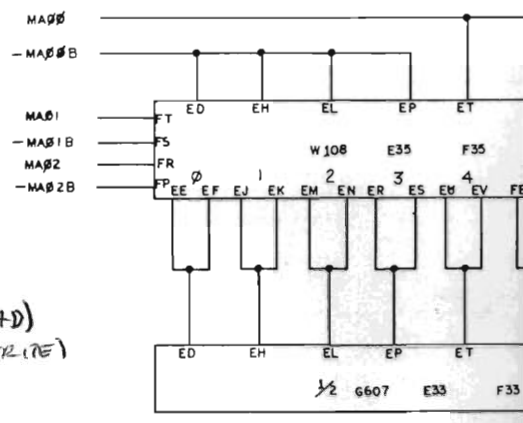 MAØØ
-MAØØB
ED EH EL EP ET
MAØ1 FT
-MAØ1B FS W108 E35 F35
MAØ2 FR
-MAØ2B FP Ø 1 2 3 4
EE EF EJ EK EM EN ER ES EU EV FE
ED EH EL EP ET
1/2 G607 E33 F33